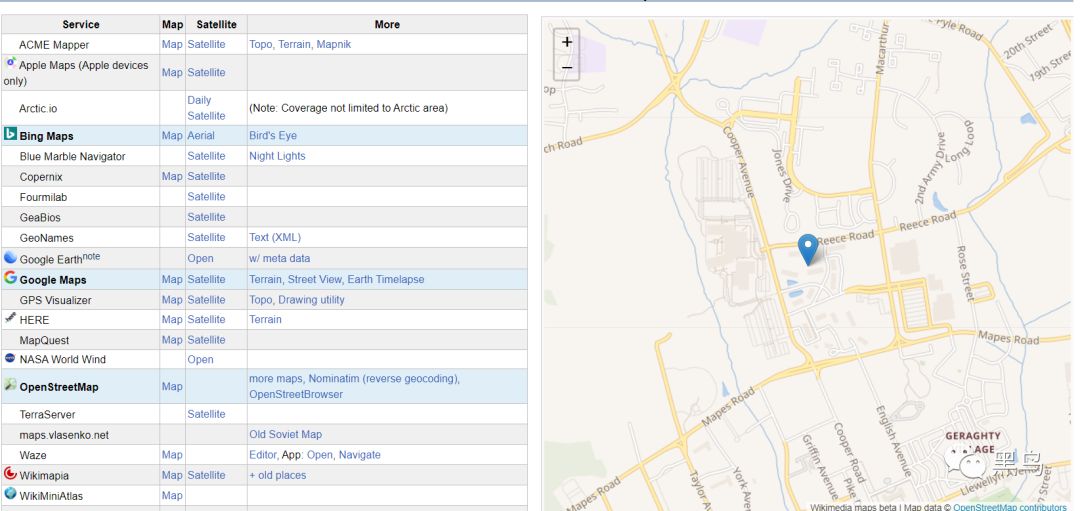 Service Map Satellite More
ACME Mapper Map Satellite Topo, Terrain, Mapnik
Apple Maps (Apple devices
only) Map Satellite
Arctic.io Daily
Satellite (Note: Coverage not limited to Arctic area)
Bing Maps Map Aerial Bird's Eye
Blue Marble Navigator Satellite Night Lights
Copernix Map Satellite
Fourmilab Satellite
GeaBios Satellite
GeoNames Satellite Text (XML)
Google Earth note Open w/ meta data
Google Maps Map Satellite Terrain, Street View, Earth Timelapse
GPS Visualizer Map Satellite Topo, Drawing utility
HERE Map Satellite Terrain
MapQuest Map Satellite
NASA World Wind Open
OpenStreetMap Map more maps, Nominatim (reverse geocoding),
OpenStreetBrowser
TerraServer Satellite
maps.vlasenko.net Old Soviet Map
Waze Map Editor, App: Open, Navigate
Wikimapia Map Satellite + old places
WikiMiniAtlas Map
+
−
Macarthur
Pyle Road
20th Street
19th Stre
op
ch Road
Cooper Avenue
Jones Drive
2nd Army Drive
Long Loop
Reece Road
Reece Road
Rose Street
Mapes Road
Mapes Road
Mapes Road
English Avenue
Cooper Road
Griffin Avenue
Pike
York Av
Taylor A
GERAGHTY
AGE
Llewellyn Avenue
黑鸟
Wikimedia maps beta | Map data © OpenStreetMap contributors